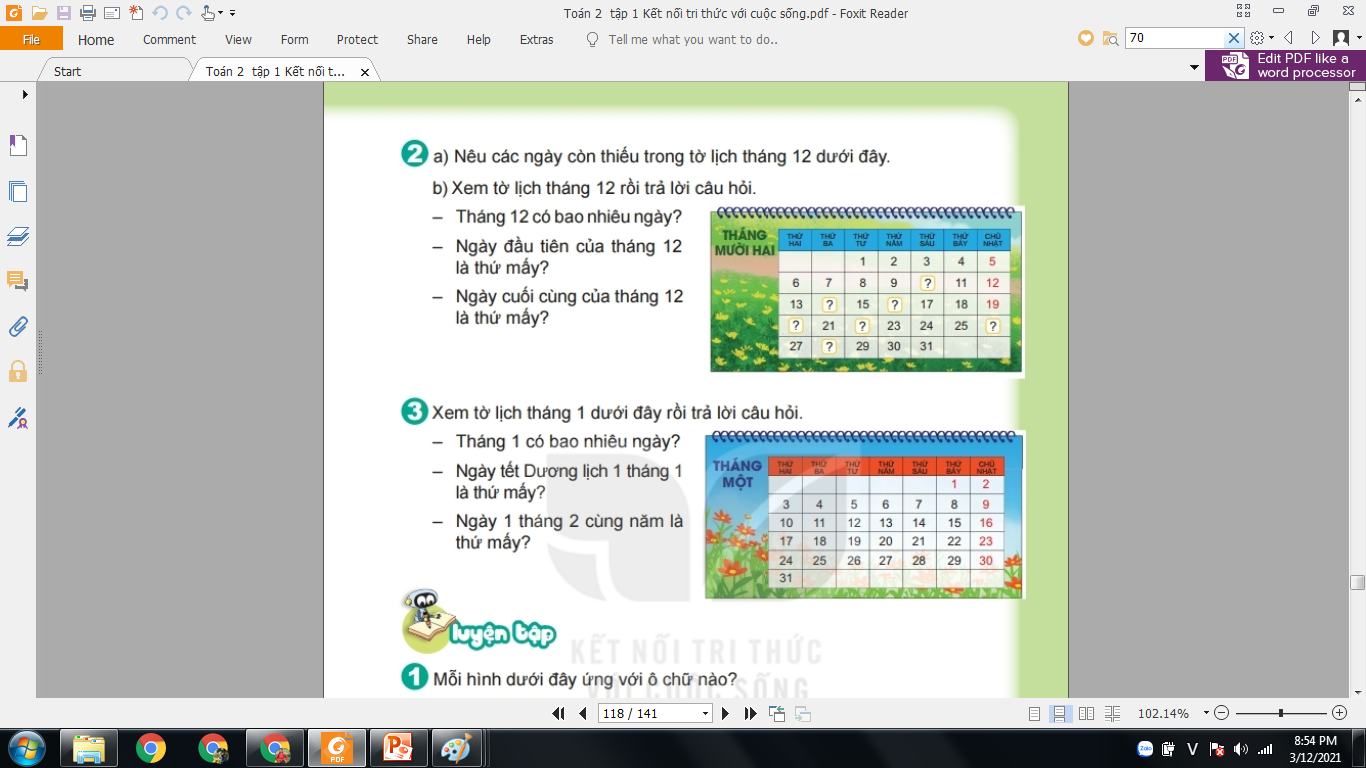 Toán 2 tập 1 Kết nối tri thức với cuộc sống.pdf - Foxit Reader
File Home Comment View Form Protect Share Help Extras Tell me what you want to do.. 70
Start Toán 2 tập 1 Kết nối t... x
Edit PDF like a
word processor
2 a) Nêu các ngày còn thiếu trong tờ lịch tháng 12 dưới đây.
b) Xem tờ lịch tháng 12 rồi trả lời câu hỏi.
– Tháng 12 có bao nhiêu ngày?
– Ngày đầu tiên của tháng 12
là thứ mấy?
– Ngày cuối cùng của tháng 12
là thứ mấy?
THÁNG
MƯỜI HAI
THỨ HAI THỨ BA THỨ TƯ THỨ NĂM THỨ SÁU THỨ BẢY CHỦ NHẬT
1 2 3 4 5
6 7 8 9 ? 11 12
13 ? 15 ? 17 18 19
? 21 ? 23 24 25 ?
27 ? 29 30 31
3 Xem tờ lịch tháng 1 dưới đây rồi trả lời câu hỏi.
– Tháng 1 có bao nhiêu ngày?
– Ngày tết Dương lịch 1 tháng 1
là thứ mấy?
– Ngày 1 tháng 2 cùng năm là
thứ mấy?
THÁNG
MỘT
THỨ HAI THỨ BA THỨ TƯ THỨ NĂM THỨ SÁU THỨ BẢY CHỦ NHẬT
1 2
3 4 5 6 7 8 9
10 11 12 13 14 15 16
17 18 19 20 21 22 23
24 25 26 27 28 29 30
31
luyện tập
KẾT NỐI TRI THỨC
VỚI CUỘC SỐNG
1 Mỗi hình dưới đây ứng với ô chữ nào?
118 / 141
102.14%
PDF
Zalo
V
8:54 PM
3/12/2021